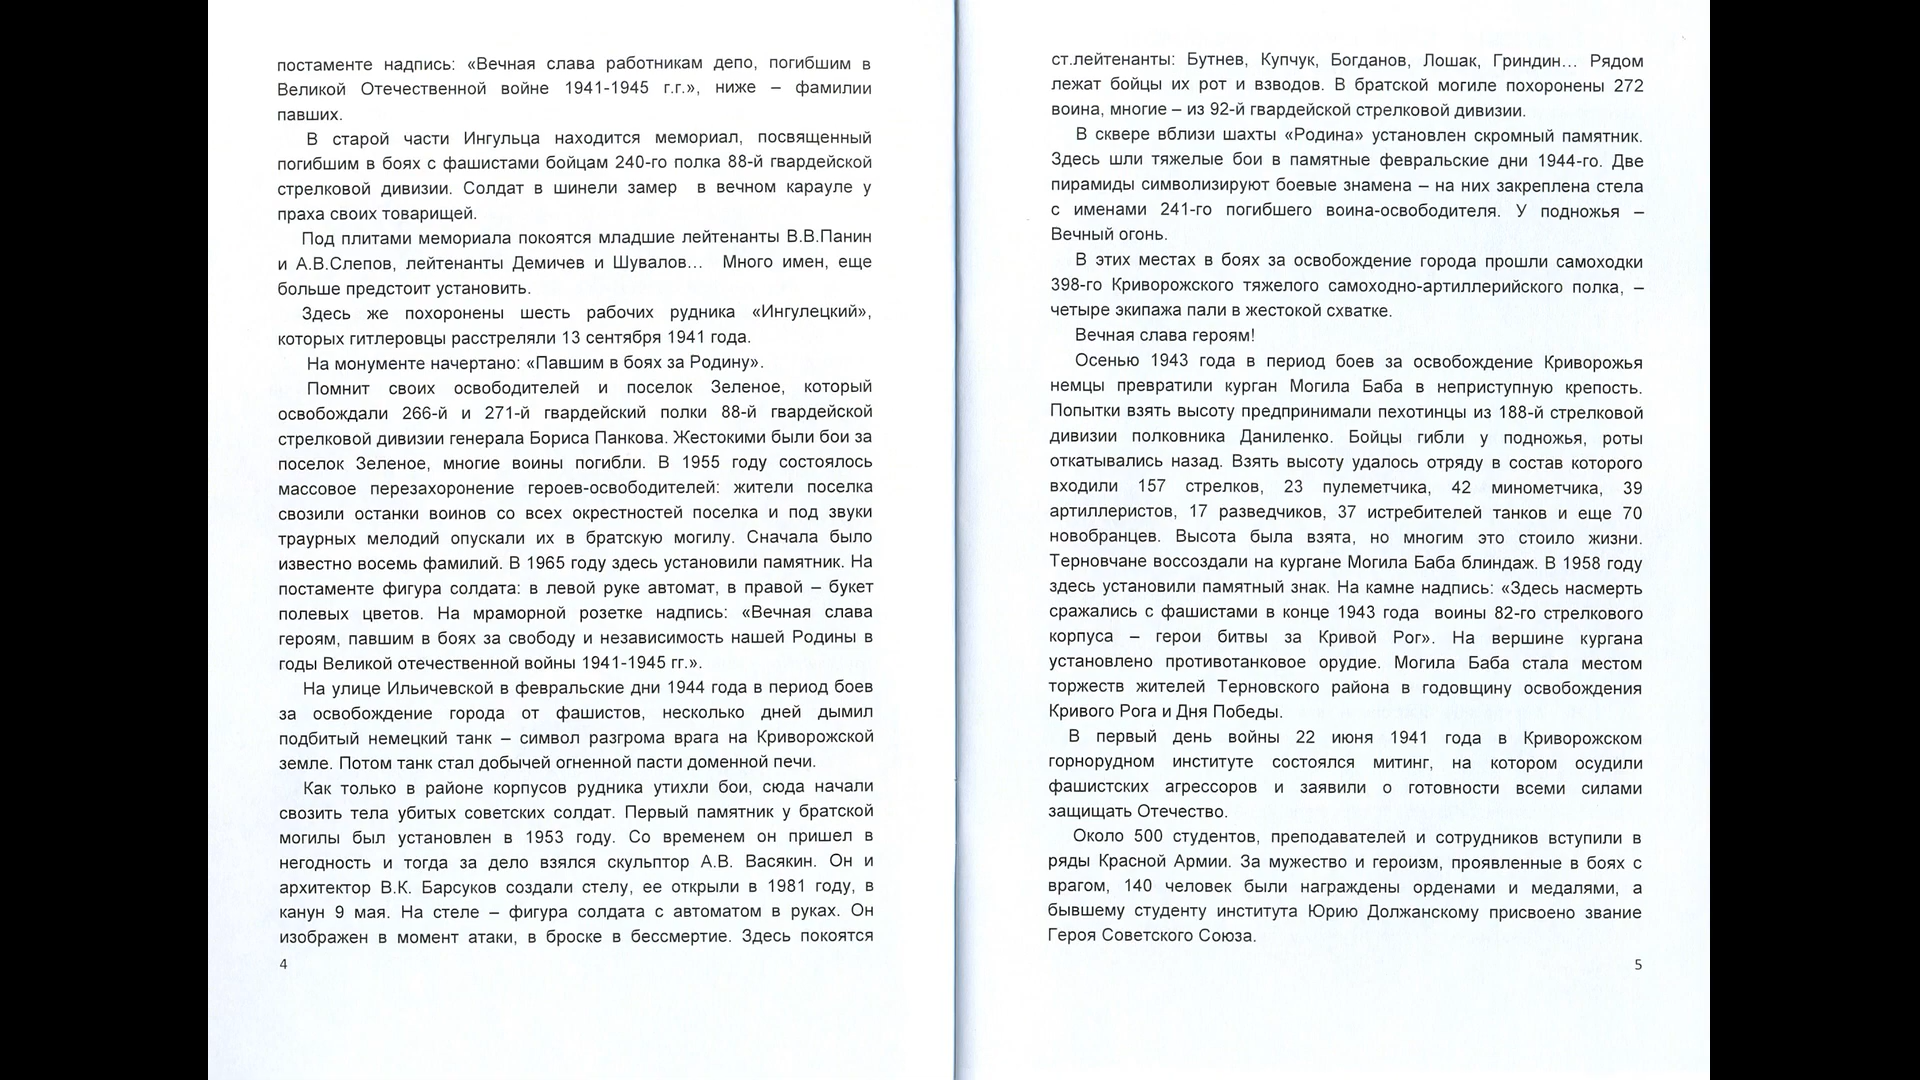 постаменте надпись: «Вечная слава работникам депо, погибшим в
Великой Отечественной войне 1941-1945 г.г.», ниже – фамилии
павших.
В старой части Ингульца находится мемориал, посвященный
погибшим в боях с фашистами бойцам 240-го полка 88-й гвардейской
стрелковой дивизии. Солдат в шинели замер в вечном карауле у
праха своих товарищей.
Под плитами мемориала покоятся младшие лейтенанты В.В.Панин
и А.В.Слепов, лейтенанты Демичев и Шувалов… Много имен, еще
больше предстоит установить.
Здесь же похоронены шесть рабочих рудника «Ингулецкий»,
которых гитлеровцы расстреляли 13 сентября 1941 года.
На монументе начертано: «Павшим в боях за Родину».
Помнит своих освободителей и поселок Зеленое, который
освобождали 266-й и 271-й гвардейский полки 88-й гвардейской
стрелковой дивизии генерала Бориса Панкова. Жестокими были бои за
поселок Зеленое, многие воины погибли. В 1955 году состоялось
массовое перезахоронение героев-освободителей: жители поселка
свозили останки воинов со всех окрестностей поселка и под звуки
траурных мелодий опускали их в братскую могилу. Сначала было
известно восемь фамилий. В 1965 году здесь установили памятник. На
постаменте фигура солдата: в левой руке автомат, в правой – букет
полевых цветов. На мраморной розетке надпись: «Вечная слава
героям, павшим в боях за свободу и независимость нашей Родины в
годы Великой отечественной войны 1941-1945 гг.».
На улице Ильичевской в февральские дни 1944 года в период боев
за освобождение города от фашистов, несколько дней дымил
подбитый немецкий танк – символ разгрома врага на Криворожской
земле. Потом танк стал добычей огненной пасти доменной печи.
Как только в районе корпусов рудника утихли бои, сюда начали
свозить тела убитых советских солдат. Первый памятник у братской
могилы был установлен в 1953 году. Со временем он пришел в
негодность и тогда за дело взялся скульптор А.В. Васякин. Он и
архитектор В.К. Барсуков создали стелу, ее открыли в 1981 году, в
канун 9 мая. На стеле – фигура солдата с автоматом в руках. Он
изображен в момент атаки, в броске в бессмертие. Здесь покоятся
4
ст.лейтенанты: Бутнев, Купчук, Богданов, Лошак, Гриндин… Рядом
лежат бойцы их рот и взводов. В братской могиле похоронены 272
воина, многие – из 92-й гвардейской стрелковой дивизии.
В сквере вблизи шахты «Родина» установлен скромный памятник.
Здесь шли тяжелые бои в памятные февральские дни 1944-го. Две
пирамиды символизируют боевые знамена – на них закреплена стела
с именами 241-го погибшего воина-освободителя. У подножья –
Вечный огонь.
В этих местах в боях за освобождение города прошли самоходки
398-го Криворожского тяжелого самоходно-артиллерийского полка, –
четыре экипажа пали в жестокой схватке.
Вечная слава героям!
Осенью 1943 года в период боев за освобождение Криворожья
немцы превратили курган Могила Баба в неприступную крепость.
Попытки взять высоту предпринимали пехотинцы из 188-й стрелковой
дивизии полковника Даниленко. Бойцы гибли у подножья, роты
откатывались назад. Взять высоту удалось отряду в состав которого
входили 157 стрелков, 23 пулеметчика, 42 минометчика, 39
артиллеристов, 17 разведчиков, 37 истребителей танков и еще 70
новобранцев. Высота была взята, но многим это стоило жизни.
Терновчане воссоздали на кургане Могила Баба блиндаж. В 1958 году
здесь установили памятный знак. На камне надпись: «Здесь насмерть
сражались с фашистами в конце 1943 года воины 82-го стрелкового
корпуса – герои битвы за Кривой Рог». На вершине кургана
установлено противотанковое орудие. Могила Баба стала местом
торжеств жителей Терновского района в годовщину освобождения
Кривого Рога и Дня Победы.
В первый день войны 22 июня 1941 года в Криворожском
горнорудном институте состоялся митинг, на котором осудили
фашистских агрессоров и заявили о готовности всеми силами
защищать Отечество.
Около 500 студентов, преподавателей и сотрудников вступили в
ряды Красной Армии. За мужество и героизм, проявленные в боях с
врагом, 140 человек были награждены орденами и медалями, а
бывшему студенту института Юрию Должанскому присвоено звание
Героя Советского Союза.
5